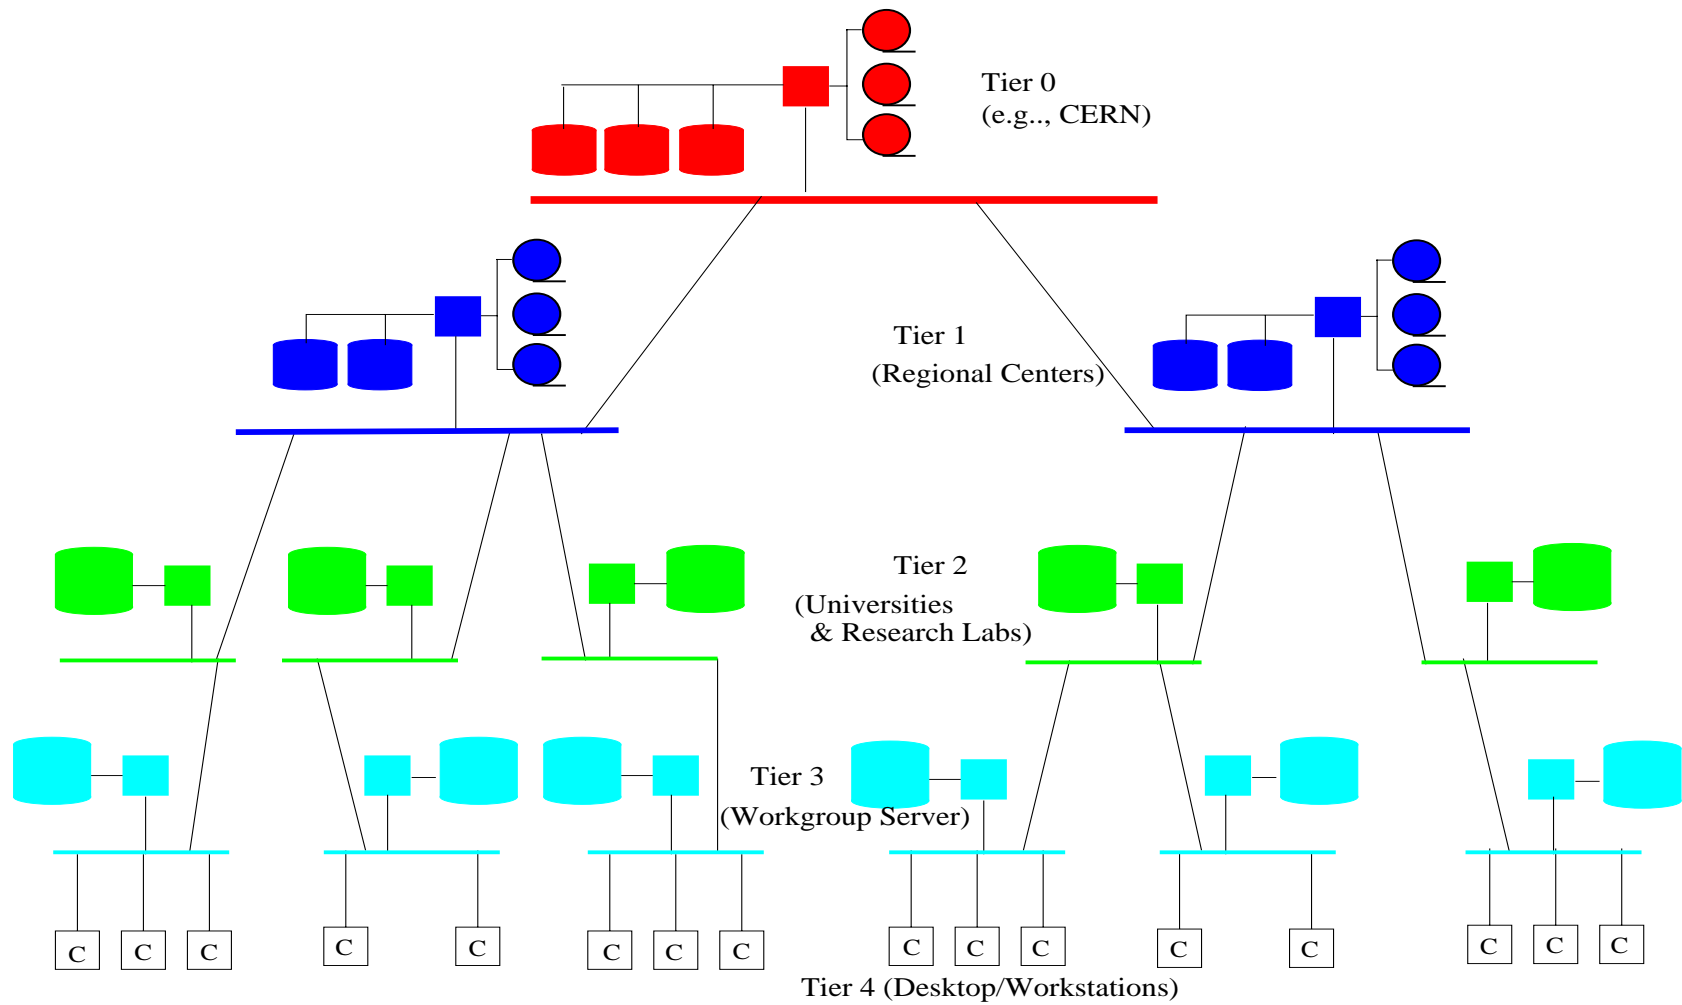 Tier 0
(e.g.., CERN)
Tier 1
(Regional Centers)
Tier 2
(Universities
& Research Labs)
Tier 3
(Workgroup Server)
C C C C C C C C C C C C C C C C
Tier 4 (Desktop/Workstations)